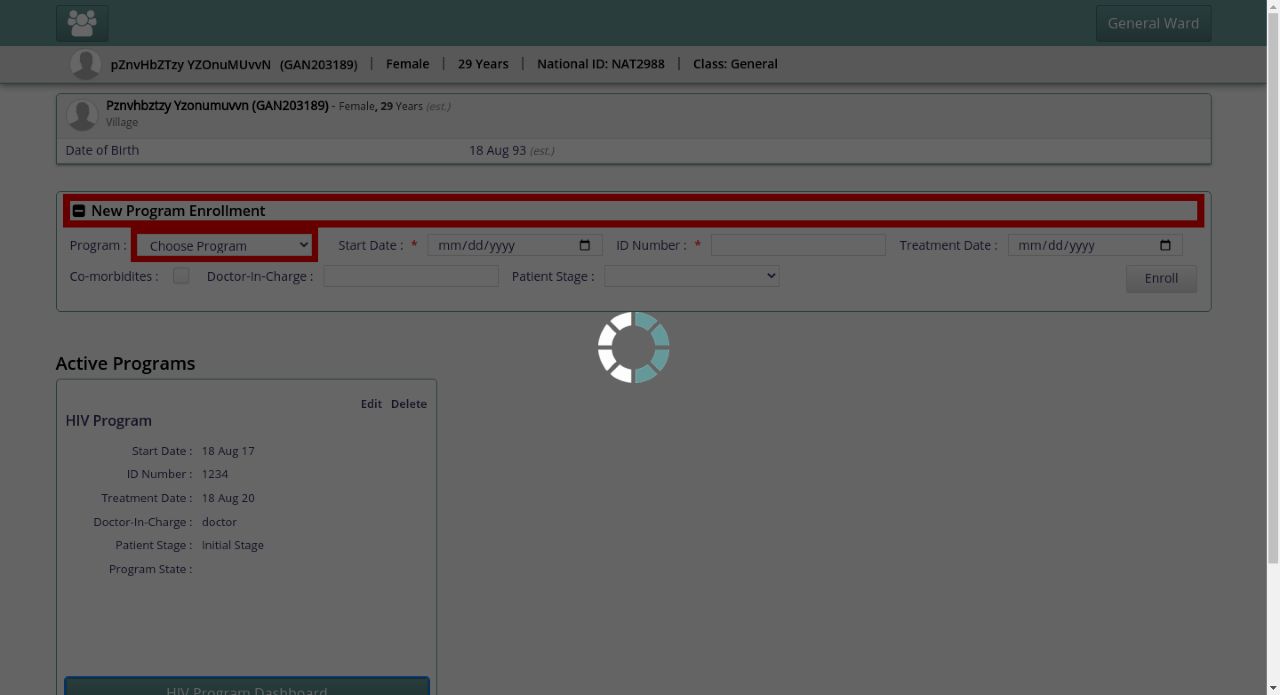 General Ward
pZnvHbZTzy YZOnuMUvvN (GAN203189) | Female | 29 Years | National ID: NAT2988 | Class: General
Pznvhbztzy Yzonumuvvn (GAN203189) - Female, 29 Years (est.)
Village
Date of Birth 18 Aug 93 (est.)
New Program Enrollment
Program : Choose Program Start Date : * mm/dd/yyyy ID Number : * Treatment Date : mm/dd/yyyy
Co-morbidites : Doctor-In-Charge : Patient Stage : Enroll
Active Programs
Edit Delete
HIV Program
Start Date : 18 Aug 17
ID Number : 1234
Treatment Date : 18 Aug 20
Doctor-In-Charge : doctor
Patient Stage : Initial Stage
Program State :
HIV Program Dashboard